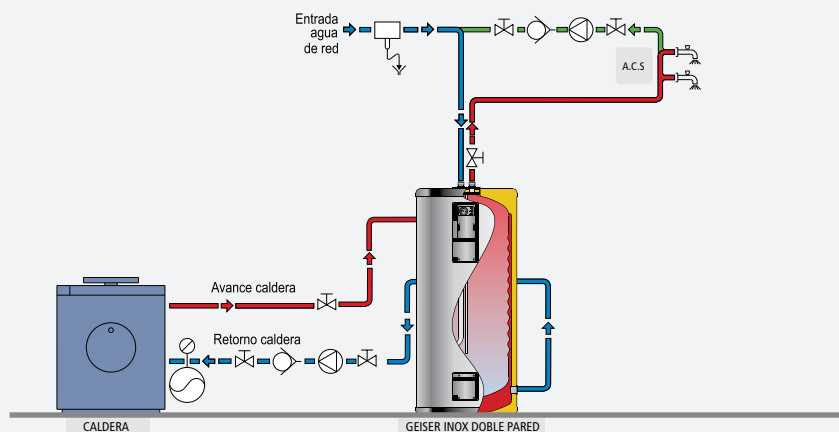 Entrada
agua
de red
A.C.S
Avance caldera
Retorno caldera
CALDERA
GEISER INOX DOBLE PARED